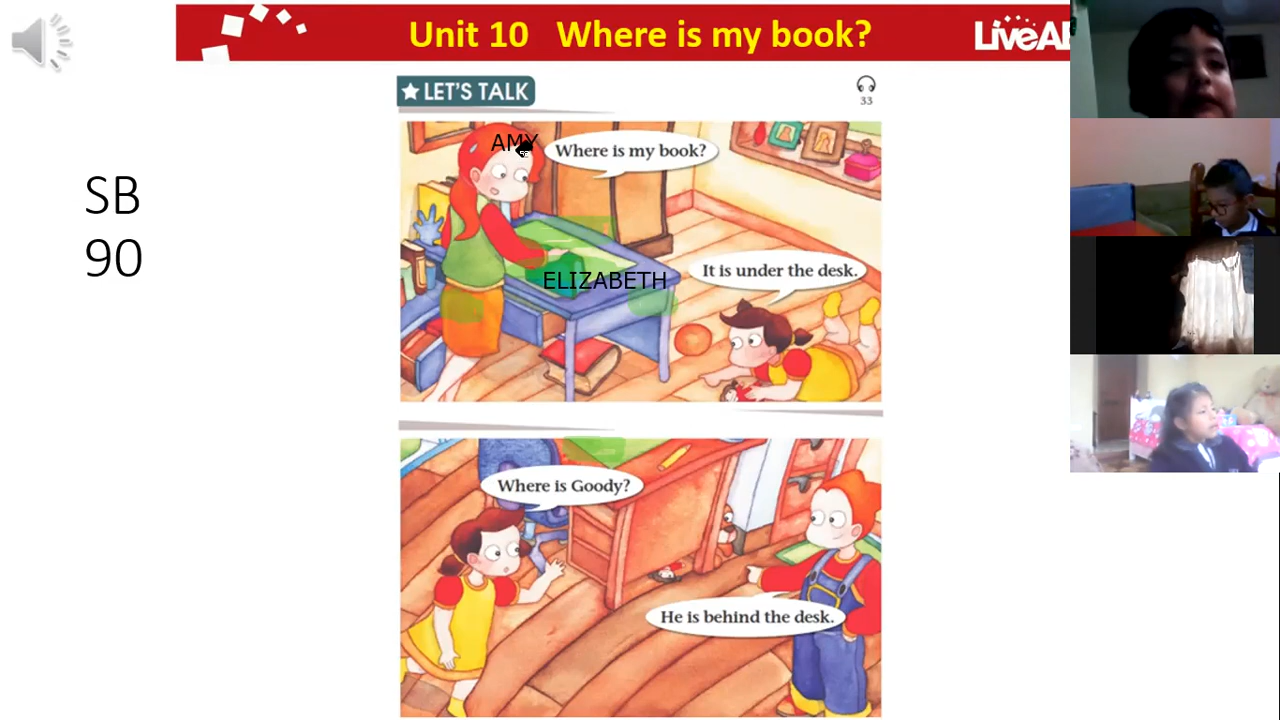 Unit 10 Where is my book?
LiveA
★ LET'S TALK
33
AMY
Where is my book?
SB
90
It is under the desk.
ELIZABETH
Where is Goody?
He is behind the desk.